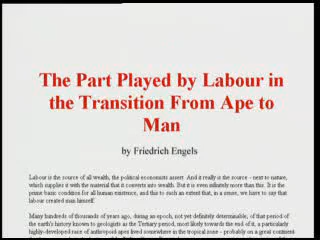 The Part Played by Labour in
the Transition From Ape to
Man
by Friedrich Engels
Labour is the source of all wealth, the political economists assert. And it really is the source - next to nature,
which supplies it with the material that it converts into wealth. But it is even infinitely more than this. It is the
prime basic condition for all human existence, and this to such an extent that, in a sense, we have to say that
labour created man himself.
Many hundreds of thousands of years ago, during an epoch, not yet definitely determinable, of that period of
the earth's history known to geologists as the Tertiary period, most likely towards the end of it, a particularly
highly-developed race of anthropoid apes lived somewhere in the tropical zone - probably on a great continent